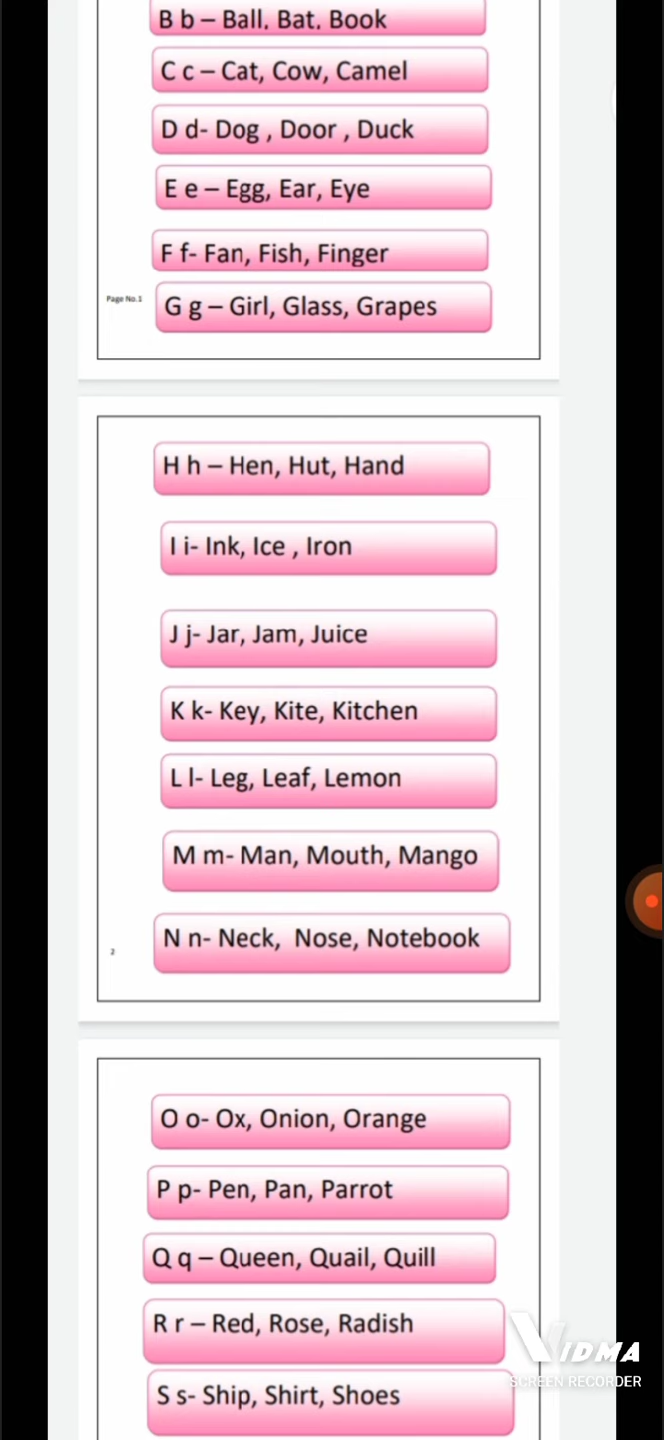 B b – Ball, Bat, Book
C c – Cat, Cow, Camel
D d- Dog , Door , Duck
E e – Egg, Ear, Eye
F f- Fan, Fish, Finger
Page No.1
G g – Girl, Glass, Grapes
H h – Hen, Hut, Hand
I i- Ink, Ice , Iron
J j- Jar, Jam, Juice
K k- Key, Kite, Kitchen
L l- Leg, Leaf, Lemon
M m- Man, Mouth, Mango
N n- Neck,  Nose, Notebook
2
O o- Ox, Onion, Orange
P p- Pen, Pan, Parrot
Q q – Queen, Quail, Quill
R r – Red, Rose, Radish
S s- Ship, Shirt, Shoes
VIDMA
SCREEN RECORDER